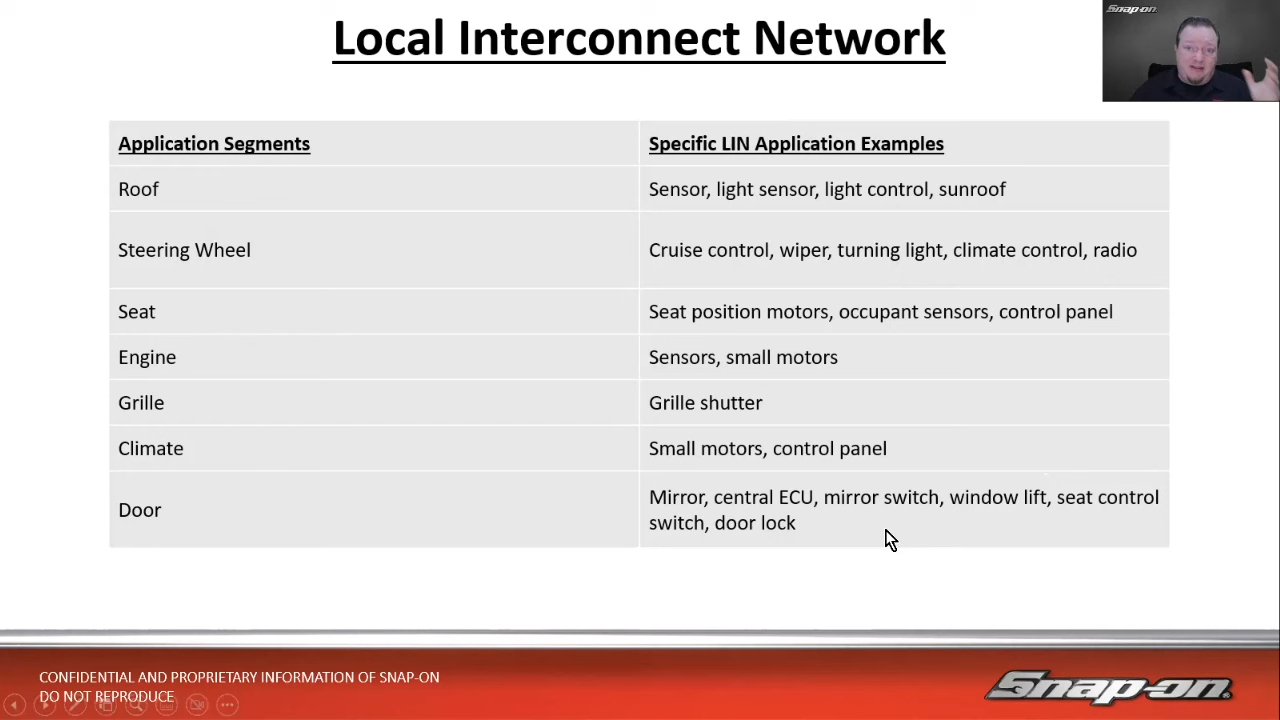 Local Interconnect Network
Snap-on
Application Segments
Specific LIN Application Examples
Roof
Sensor, light sensor, light control, sunroof
Steering Wheel
Cruise control, wiper, turning light, climate control, radio
Seat
Seat position motors, occupant sensors, control panel
Engine
Sensors, small motors
Grille
Grille shutter
Climate
Small motors, control panel
Door
Mirror, central ECU, mirror switch, window lift, seat control
switch, door lock
CONFIDENTIAL AND PROPRIETARY INFORMATION OF SNAP-ON
DO NOT REPRODUCE
Snap-on